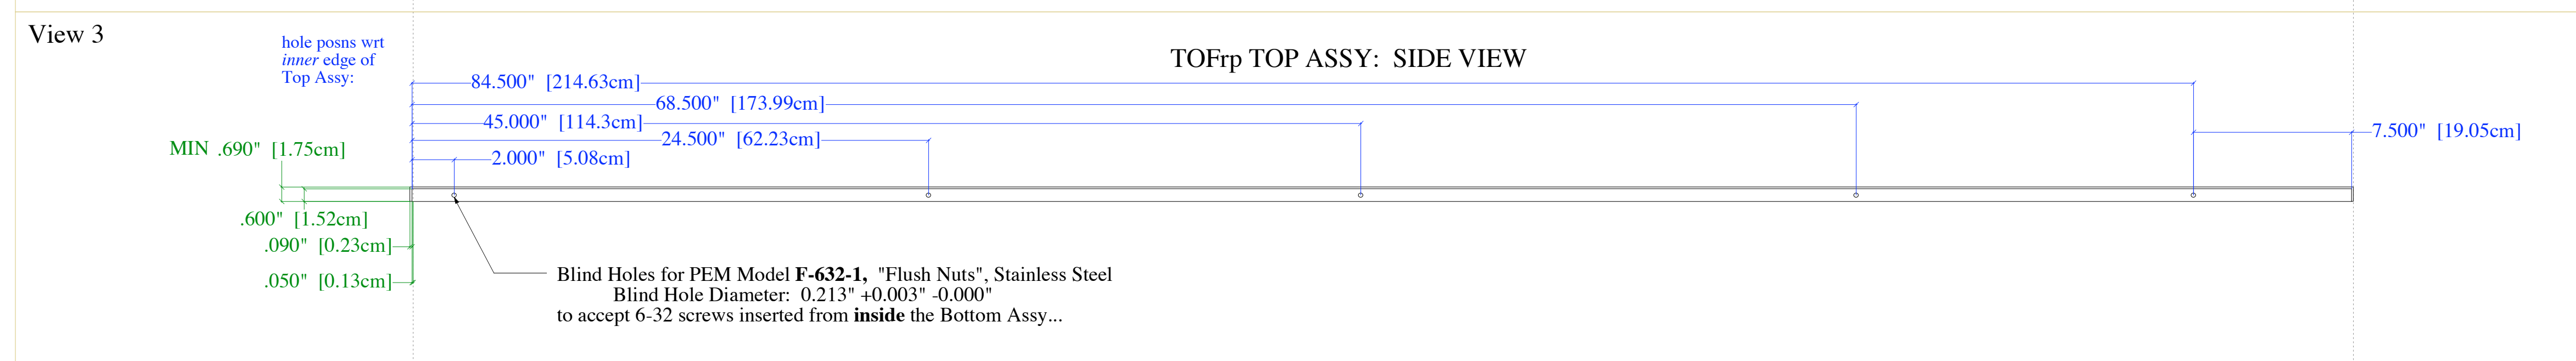 View 3
hole posns wrt
inner edge of
Top Assy:
TOFrp TOP ASSY:  SIDE VIEW
84.500"  [214.63cm]
68.500"  [173.99cm]
45.000"  [114.3cm]
24.500"  [62.23cm]
7.500"  [19.05cm]
MIN .690"  [1.75cm]
2.000"  [5.08cm]
.600"  [1.52cm]
.090"  [0.23cm]
.050"  [0.13cm]
Blind Holes for PEM Model F-632-1,  "Flush Nuts", Stainless Steel
Blind Hole Diameter:  0.213" +0.003" -0.000"
to accept 6-32 screws inserted from inside the Bottom Assy...